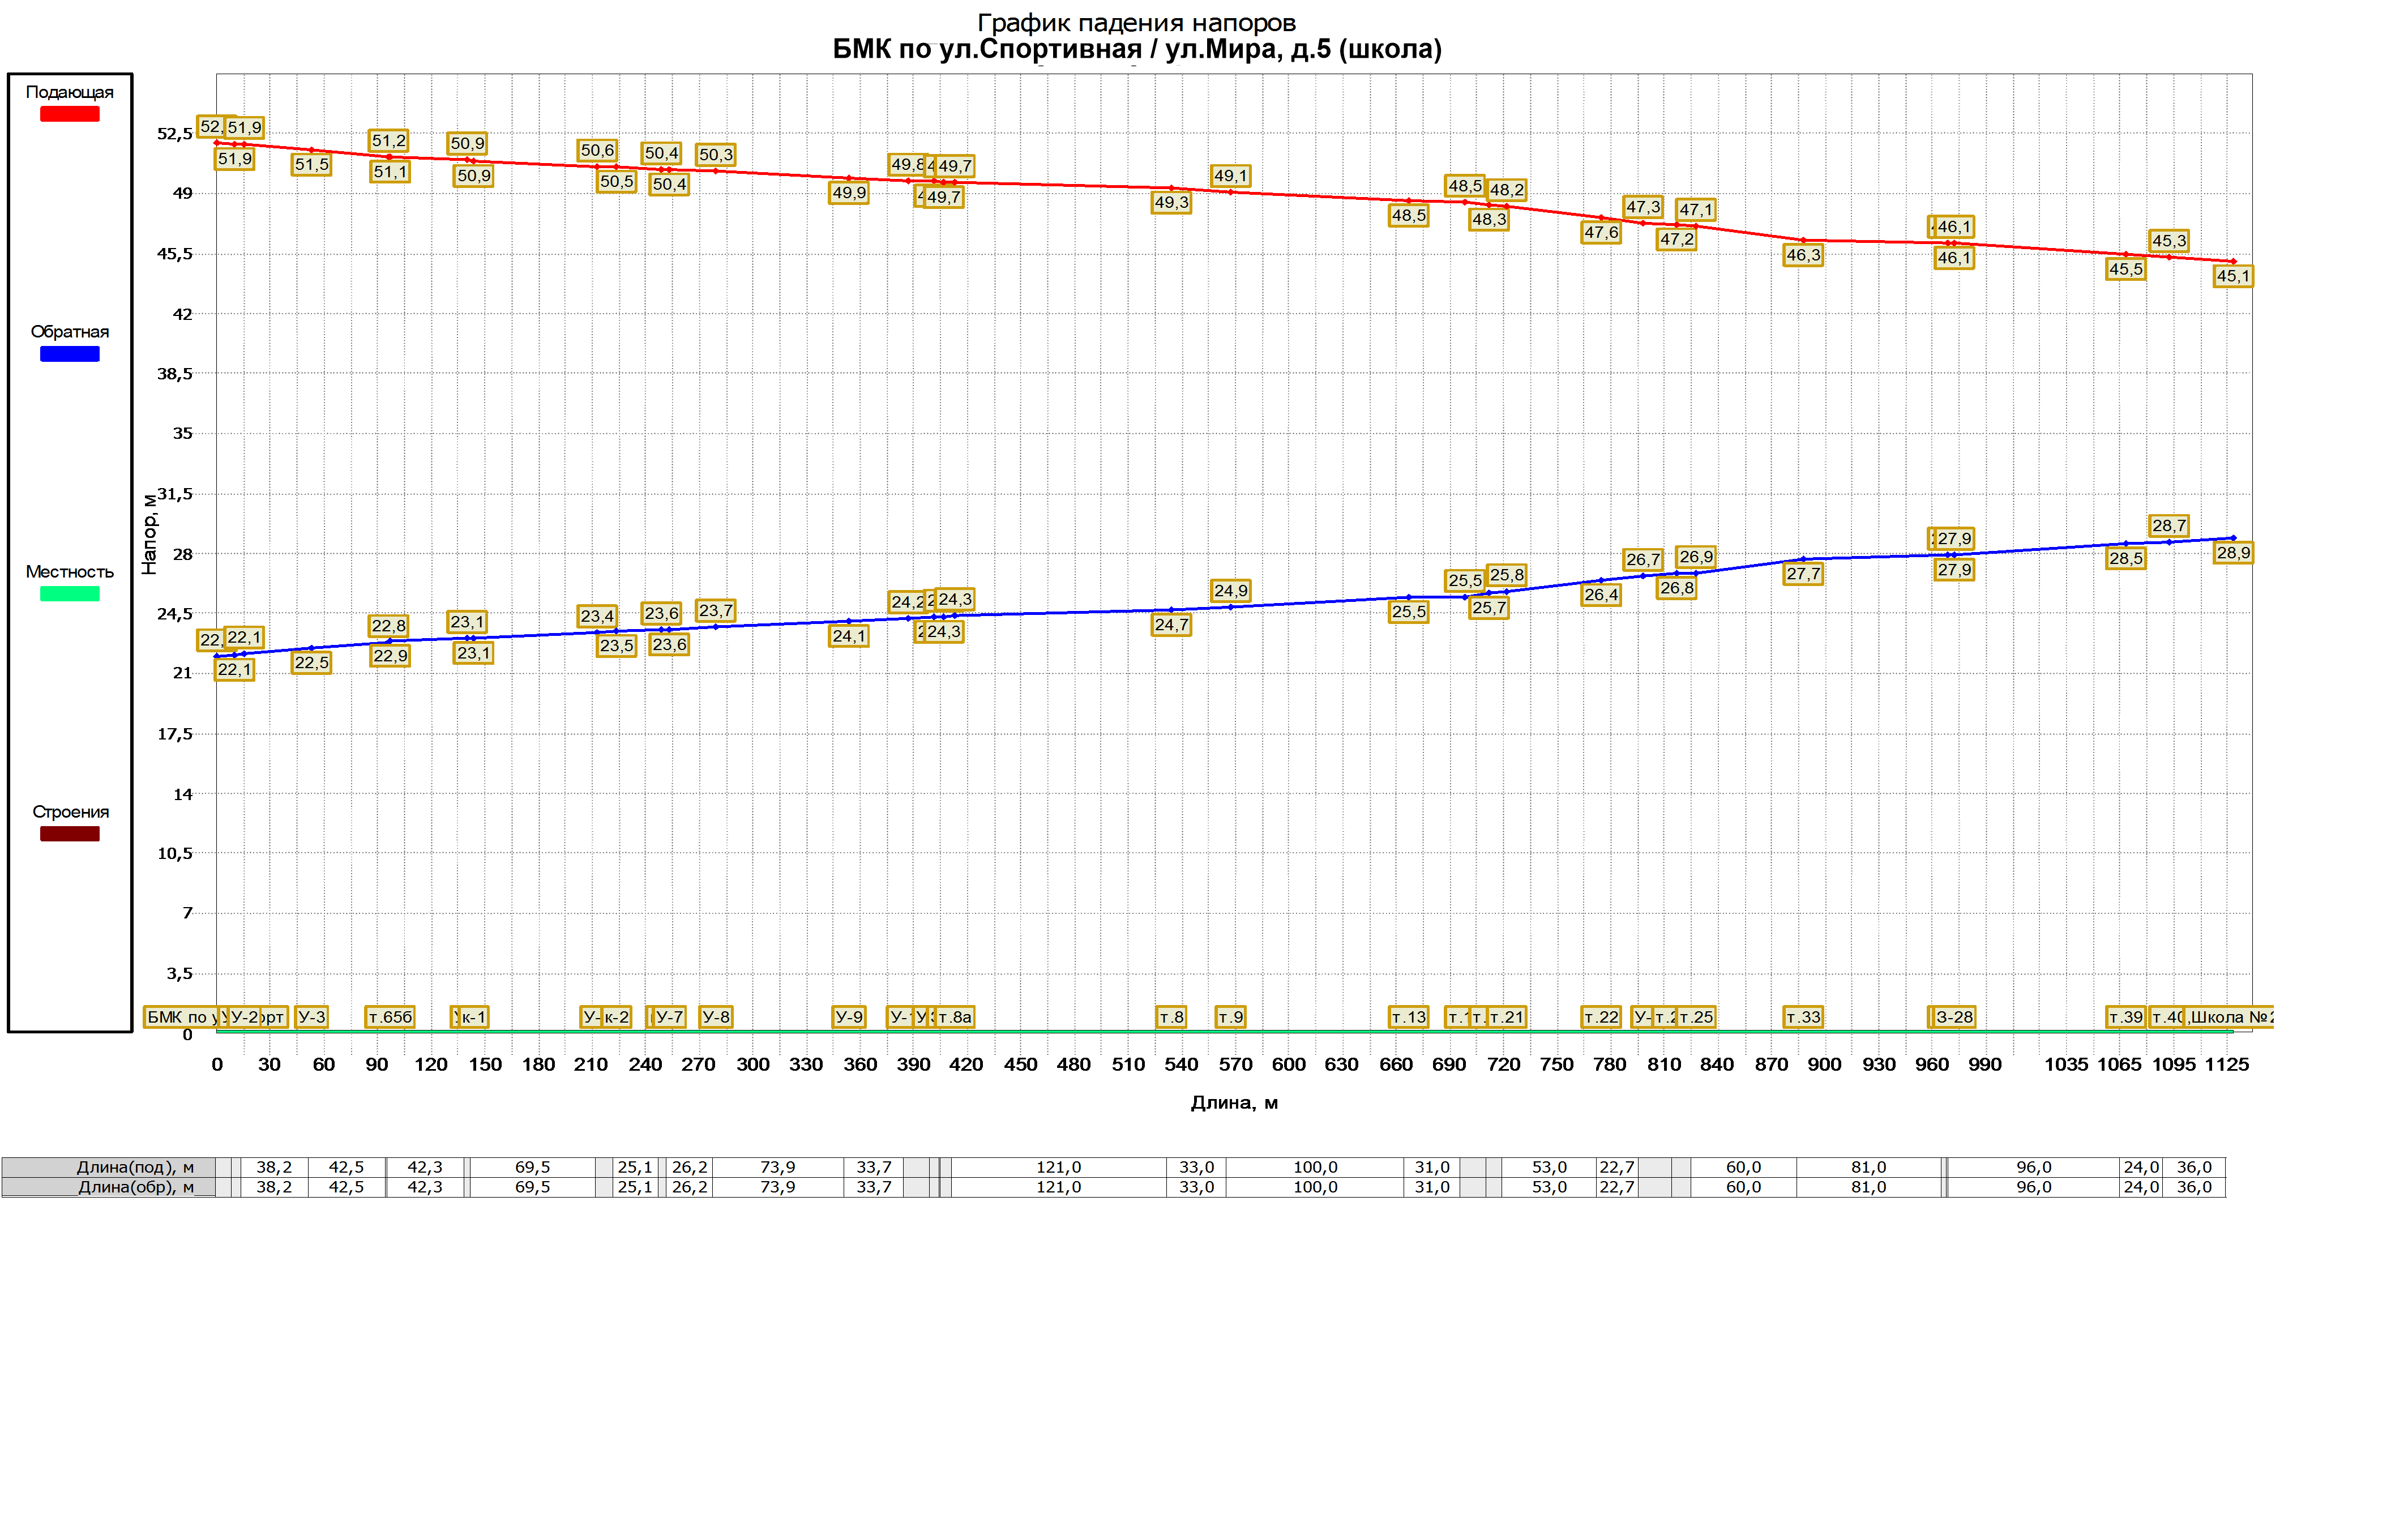 График падения напоров
БМК по ул.Спортивная / ул.Мира, д.5 (школа)
Подающая
Обратная
Местность
Строения
Напор, м
52,5
49
45,5
42
38,5
35
31,5
28
24,5
21
17,5
14
10,5
7
3,5
0
51,9 51,2 50,9 50,6 50,4 50,3 49,8 49,7 49,1 48,5 48,2 47,3 47,1 46,1 45,3
51,9 51,5 51,1 50,9 50,5 50,4 49,9 49,7 49,3 48,5 48,3 47,6 47,2 46,3 46,1 45,5 45,1
22,1 22,8 23,1 23,4 23,6 23,7 24,2 24,3 24,9 25,5 25,8 26,7 26,9 27,9 28,7
22,1 22,5 22,9 23,1 23,5 23,6 24,1 24,3 24,7 25,5 25,7 26,4 26,8 27,7 27,9 28,5 28,9
БМК по У-2 орт У-3 т.65б к-1 к-2 У-7 У-8 У-9 т.8а т.8 т.9 т.13 т.21 т.22 т.25 т.33 З-28 т.39 т.40 Школа №
0 30 60 90 120 150 180 210 240 270 300 330 360 390 420 450 480 510 540 570 600 630 660 690 720 750 780 810 840 870 900 930 960 990 1035 1065 1095 1125
Длина, м
Длина(под), м 38,2 42,5 42,3 69,5 25,1 26,2 73,9 33,7 121,0 33,0 100,0 31,0 53,0 22,7 60,0 81,0 96,0 24,0 36,0
Длина(обр), м 38,2 42,5 42,3 69,5 25,1 26,2 73,9 33,7 121,0 33,0 100,0 31,0 53,0 22,7 60,0 81,0 96,0 24,0 36,0